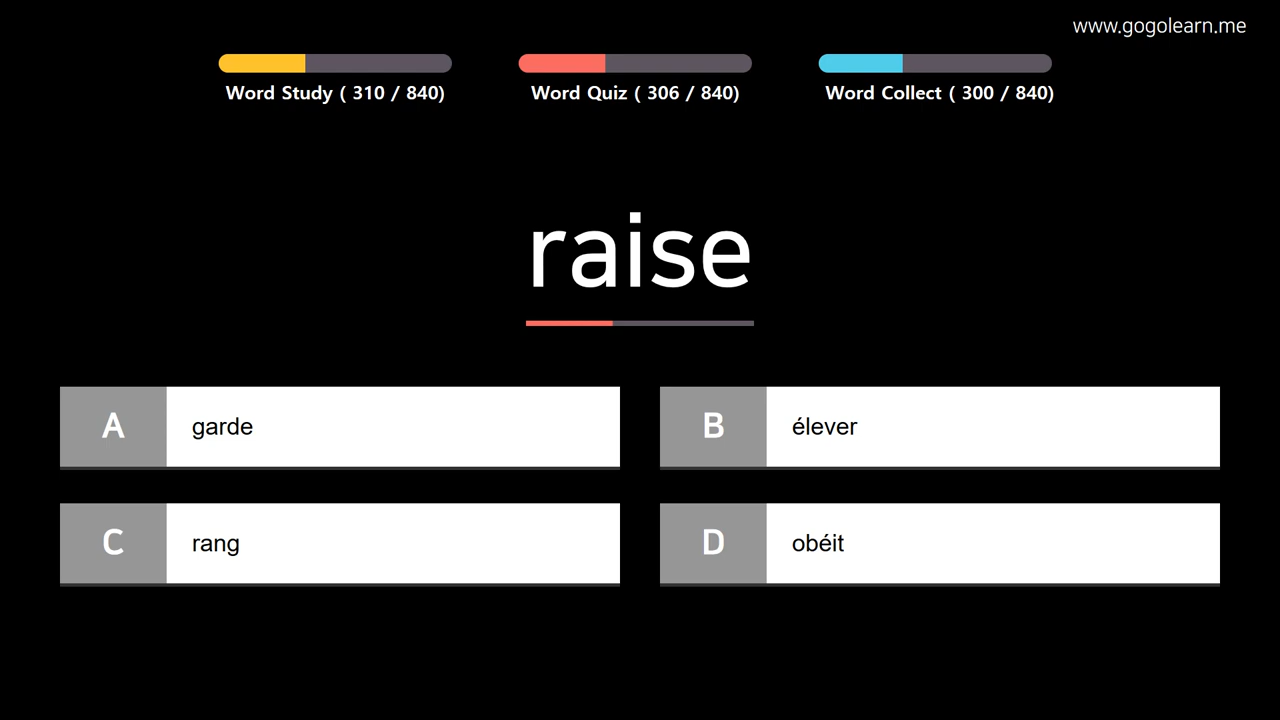 www.gogolearn.me
Word Study ( 310 / 840)
Word Quiz ( 306 / 840)
Word Collect ( 300 / 840)
raise
A garde
B élever
C rang
D obéit